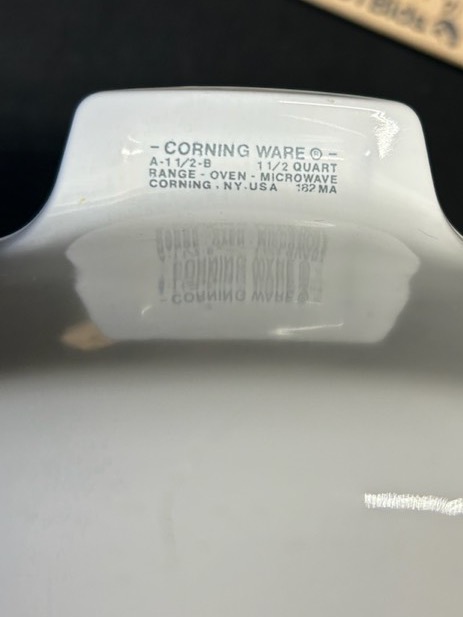 - CORNING WARE ® -
A-1 1/2-B 1 1/2 QUART
RANGE - OVEN - MICROWAVE
CORNING · NY · USA 182 MA